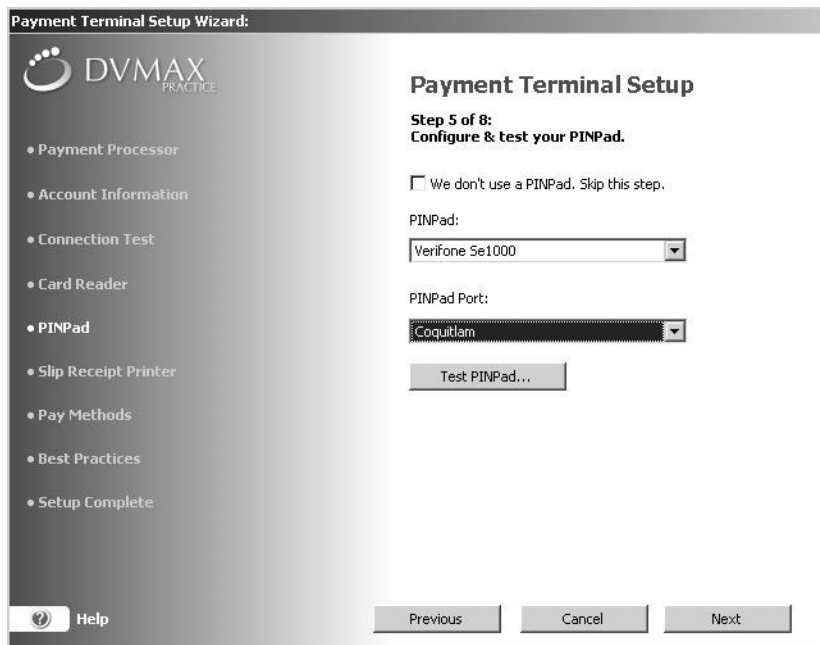 Payment Terminal Setup Wizard:
DVMAX
PRACTICE
• Payment Processor
• Account Information
• Connection Test
• Card Reader
• PINPad
• Slip Receipt Printer
• Pay Methods
• Best Practices
• Setup Complete
? Help
Payment Terminal Setup
Step 5 of 8:
Configure & test your PINPad.
We don't use a PINPad. Skip this step.
PINPad:
Verifone Se1000
PINPad Port:
Coquitlam
Test PINPad...
Previous
Cancel
Next